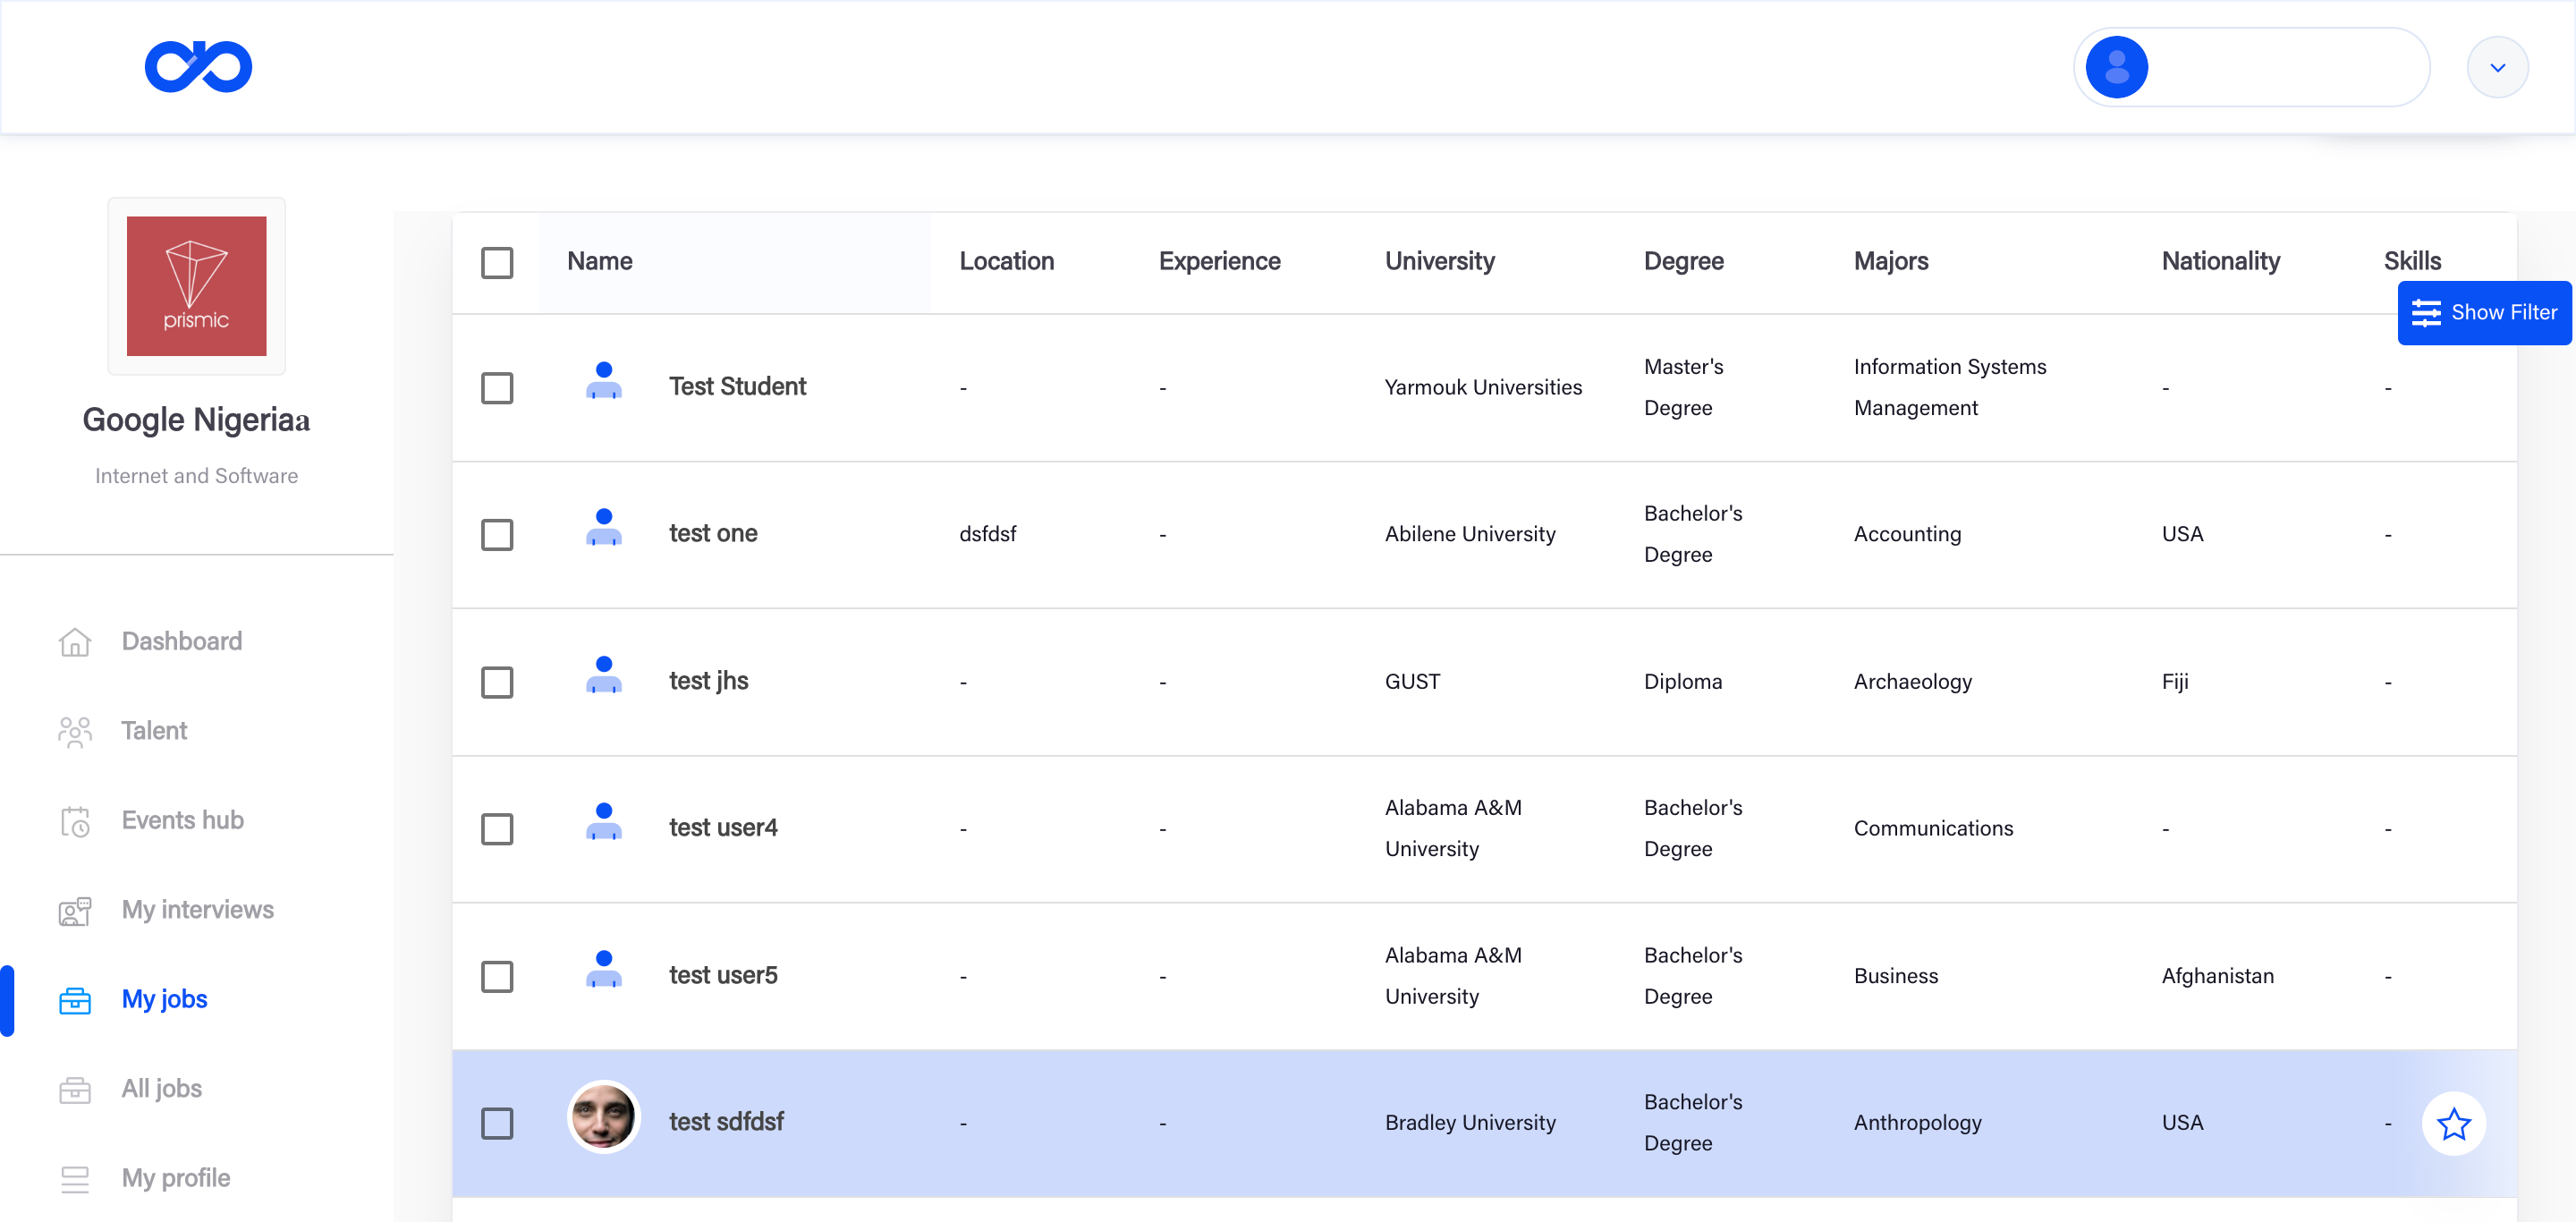 prismic
Google Nigeriaa
Internet and Software
Dashboard
Talent
Events hub
My interviews
My jobs
All jobs
My profile
Name Location Experience University Degree Majors Nationality Skills
Show Filter
Test Student - - Yarmouk Universities Master's Degree Information Systems Management - -
test one dsfdsf - Abilene University Bachelor's Degree Accounting USA -
test jhs - - GUST Diploma Archaeology Fiji -
test user4 - - Alabama A&M University Bachelor's Degree Communications - -
test user5 - - Alabama A&M University Bachelor's Degree Business Afghanistan -
test sdfdsf - - Bradley University Bachelor's Degree Anthropology USA -